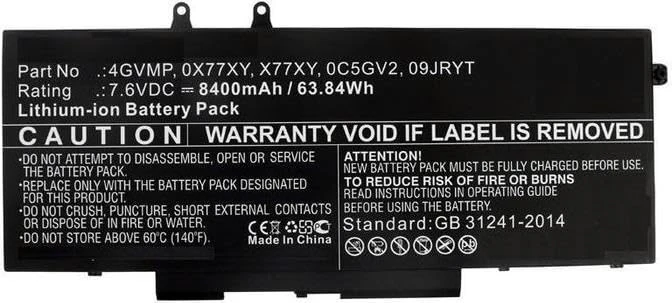 Part No .: 4GVMP, 0X77XY, X77XY, 0C5GV2, 09JRYT
Rating .: 7.6VDC ⎓ 8400mAh / 63.84Wh
Lithium-ion Battery Pack
CAUTION WARRANTY VOID IF LABEL IS REMOVED
•DO NOT ATTEMPT TO DISVEMBLE, OPEN OR SERVICE
THE BATTERY PACK.
•REPLACE ONLY WITH THE BATTERY PACK DESIGNATED
FOR THIS PRODUCT.
•DO NOT CRUSH, PUNCTURE, SHORT EXTERNAL CONTACTS
OR DISPOSE OF IN FIRE OR WATER.
•DO NOT STORE ABOVE 60℃ (140℉).
CE Made In China
ATTENTION!
NEW BATTERY PACK MUST BE FULLY CHARGED BEFORE USE.
TO REDUCE RISK OF FIRE OR BURNS
READ INSTRUCTIONS IN OPERATING GUIDE
BEFORE USING BATTERY PACK.
Standard: GB 31241-2014